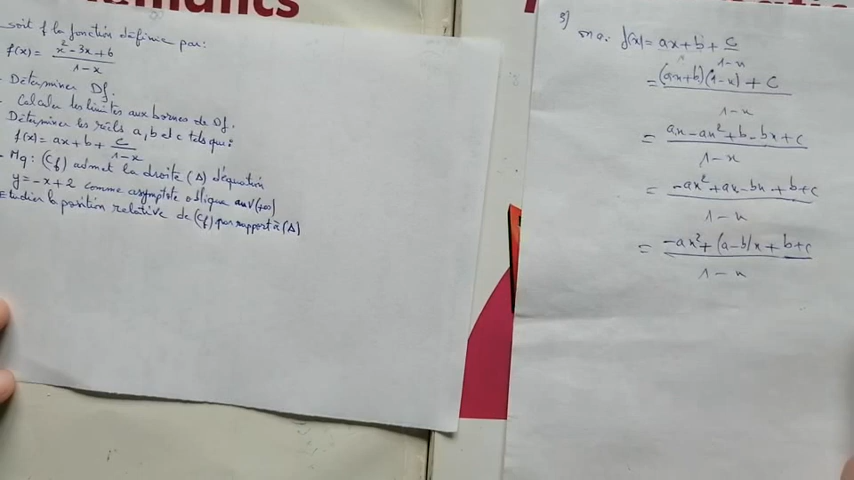 soit f la fonction définie par:
f(x) = x² - 3x + 6 / 1 - x
- Déterminer Df.
- Calculer les limites aux bornes de Df.
Déterminer les réels a, b et c tels que:
f(x) = ax + b + c / 1 - x
- Mq: (Cf) admet la droite (Δ) d'équation
y = -x + 2 comme asymptote oblique au V(+∞)
Etudier la position relative de (Cf) par rapport à (Δ)
3)
on a: f(x) = ax + b + c / 1 - x
= (ax + b)(1 - x) + c / 1 - x
= ax - ax² + b - bx + c / 1 - x
= -ax² + ax - bx + b + c / 1 - x
= -ax² + (a - b)x + b + c / 1 - x